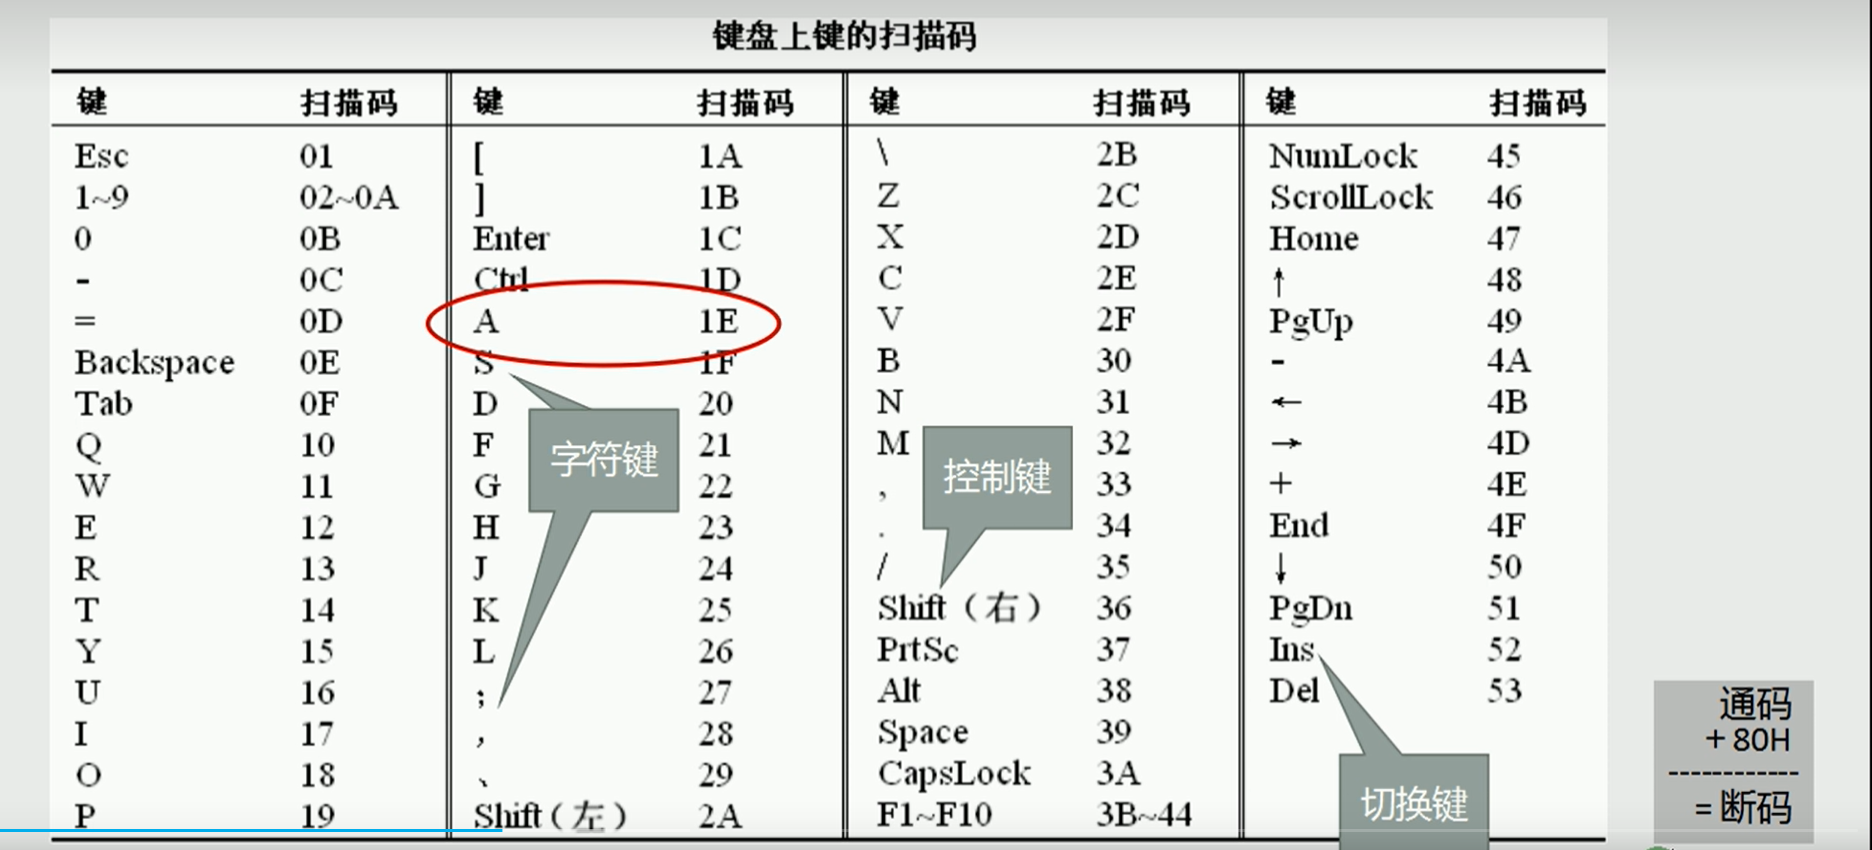 键盘上键的扫描码
键 扫描码 键 扫描码 键 扫描码 键 扫描码
Esc 01 [ 1A \ 2B NumLock 45
1~9 02~0A ] 1B Z 2C ScrollLock 46
0 0B Enter 1C X 2D Home 47
- 0C Ctrl 1D C 2E ↑ 48
= 0D A 1E V 2F PgUp 49
Backspace 0E S 1F B 30 - 4A
Tab 0F D 20 N 31 ← 4B
Q 10 F 21 M 32 → 4D
W 11 G 22 , 33 + 4E
E 12 H 23 . 34 End 4F
R 13 J 24 / 35 ↓ 50
T 14 K 25 Shift（右） 36 PgDn 51
Y 15 L 26 PrtSc 37 Ins 52
U 16 ; 27 Alt 38 Del 53
I 17 ， 28 Space 39
O 18 、 29 CapsLock 3A
P 19 Shift（左） 2A F1~F10 3B~44
字符键
控制键
切换键
通码
+ 80H
------------
= 断码